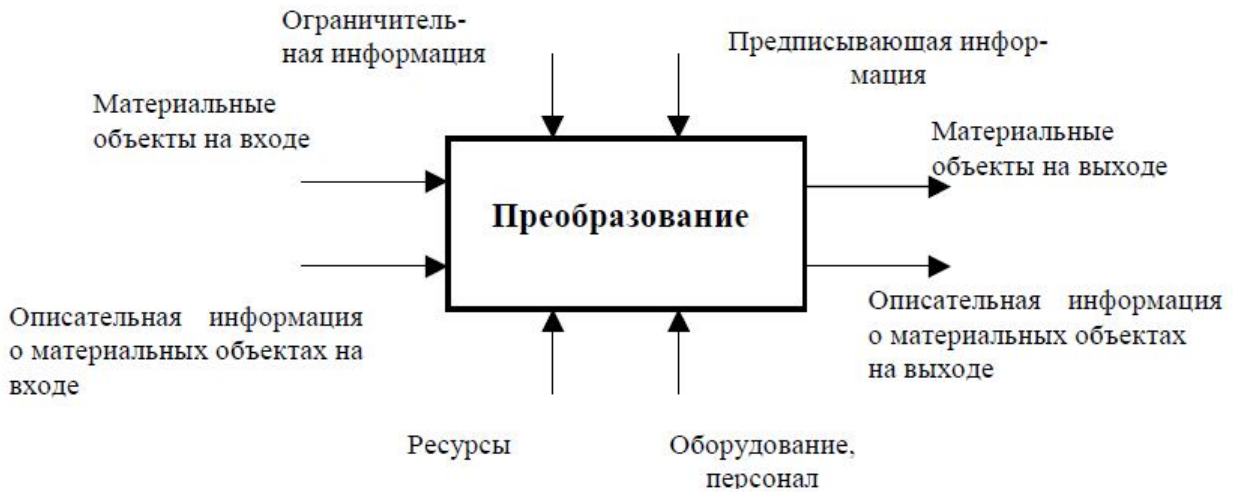 Ограничитель-
ная информация
Предписывающая инфор-
мация
Материальные
объекты на входе
Материальные
объекты на выходе
Преобразование
Описательная информация
о материальных объектах на
входе
Описательная информация
о материальных объектах
на выходе
Ресурсы
Оборудование,
персонал